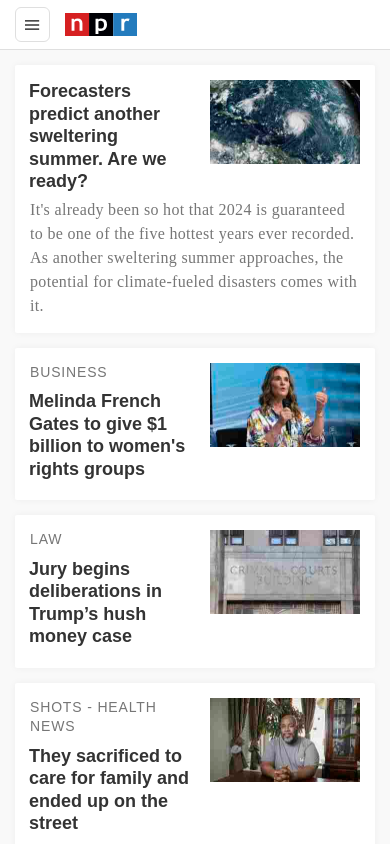 npr
Forecasters
predict another
sweltering
summer. Are we
ready?
It's already been so hot that 2024 is guaranteed
to be one of the five hottest years ever recorded.
As another sweltering summer approaches, the
potential for climate-fueled disasters comes with
it.
BUSINESS
Melinda French
Gates to give $1
billion to women's
rights groups
LAW
Jury begins
deliberations in
Trump’s hush
money case
CRIMINAL COURTS
BUILDING
SHOTS - HEALTH
NEWS
They sacrificed to
care for family and
ended up on the
street